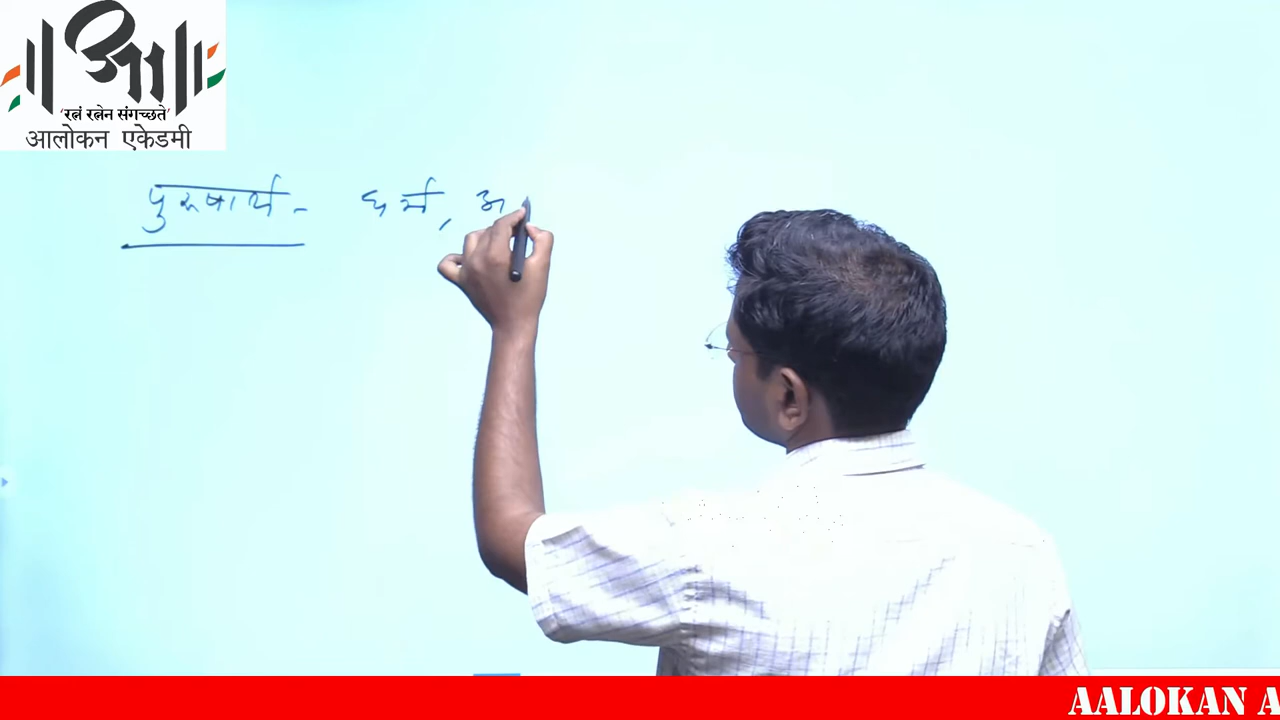 'रत्नं रत्नेन संगच्छते'
आलोकन एकेडमी
पुरुषार्थ - धर्म, अ
AALOKAN A